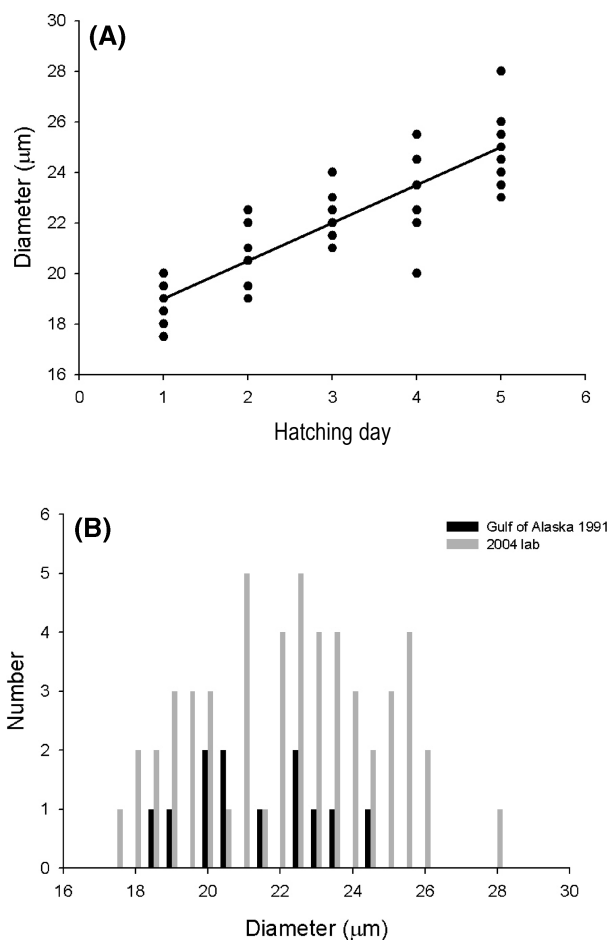 (A)
30
28
26
24
22
20
18
16
Diameter (μm)
0 1 2 3 4 5 6
Hatching day
(B)
Gulf of Alaska 1991
2004 lab
6
5
4
3
2
1
0
Number
16 18 20 22 24 26 28 30
Diameter (μm)